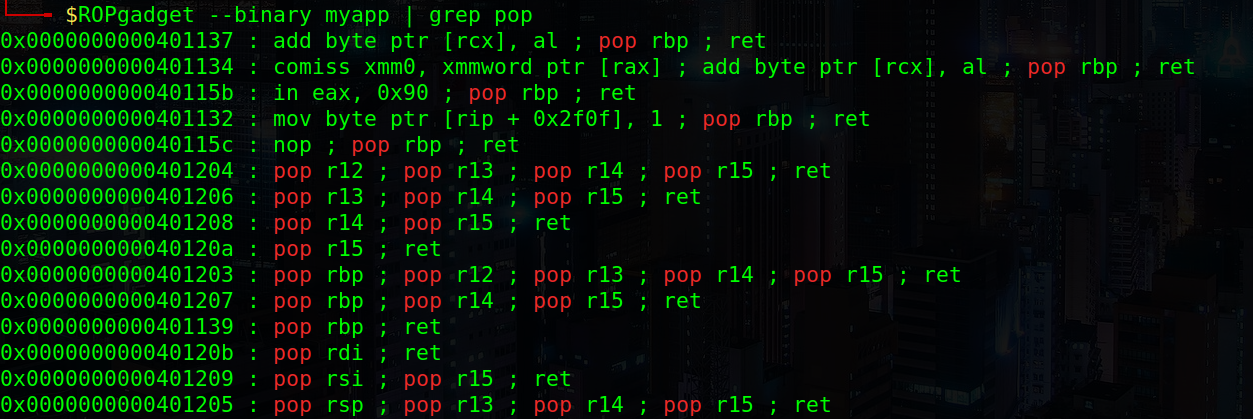 $ROPgadget --binary myapp | grep pop
0x0000000000401137 : add byte ptr [rcx], al ; pop rbp ; ret
0x0000000000401134 : comiss xmm0, xmmword ptr [rax] ; add byte ptr [rcx], al ; pop rbp ; ret
0x000000000040115b : in eax, 0x90 ; pop rbp ; ret
0x0000000000401132 : mov byte ptr [rip + 0x2f0f], 1 ; pop rbp ; ret
0x000000000040115c : nop ; pop rbp ; ret
0x0000000000401204 : pop r12 ; pop r13 ; pop r14 ; pop r15 ; ret
0x0000000000401206 : pop r13 ; pop r14 ; pop r15 ; ret
0x0000000000401208 : pop r14 ; pop r15 ; ret
0x000000000040120a : pop r15 ; ret
0x0000000000401203 : pop rbp ; pop r12 ; pop r13 ; pop r14 ; pop r15 ; ret
0x0000000000401207 : pop rbp ; pop r14 ; pop r15 ; ret
0x0000000000401139 : pop rbp ; ret
0x000000000040120b : pop rdi ; ret
0x0000000000401209 : pop rsi ; pop r15 ; ret
0x0000000000401205 : pop rsp ; pop r13 ; pop r14 ; pop r15 ; ret